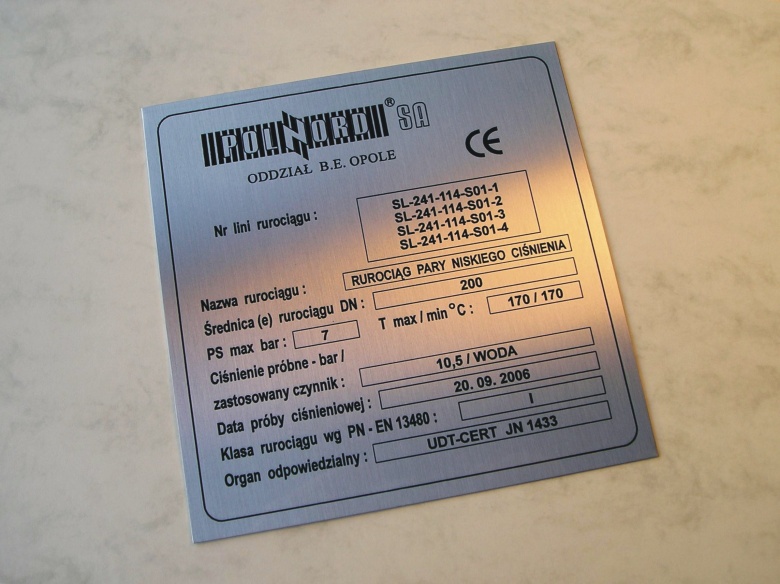 POLNORD® SA
CE
ODDZIAŁ B.E. OPOLE
Nr lini rurociągu :
SL-241-114-S01-1
SL-241-114-S01-2
SL-241-114-S01-3
SL-241-114-S01-4
Nazwa rurociągu : RUROCIĄG PARY NISKIEGO CIŚNIENIA
Średnica (e) rurociągu DN : 200
PS max bar : 7 T max / min °C : 170 / 170
Ciśnienie próbne - bar /
zastosowany czynnik : 10,5 / WODA
Data próby ciśnieniowej : 20. 09. 2006
Klasa rurociągu wg PN - EN 13480 : I
Organ odpowiedzialny : UDT-CERT JN 1433